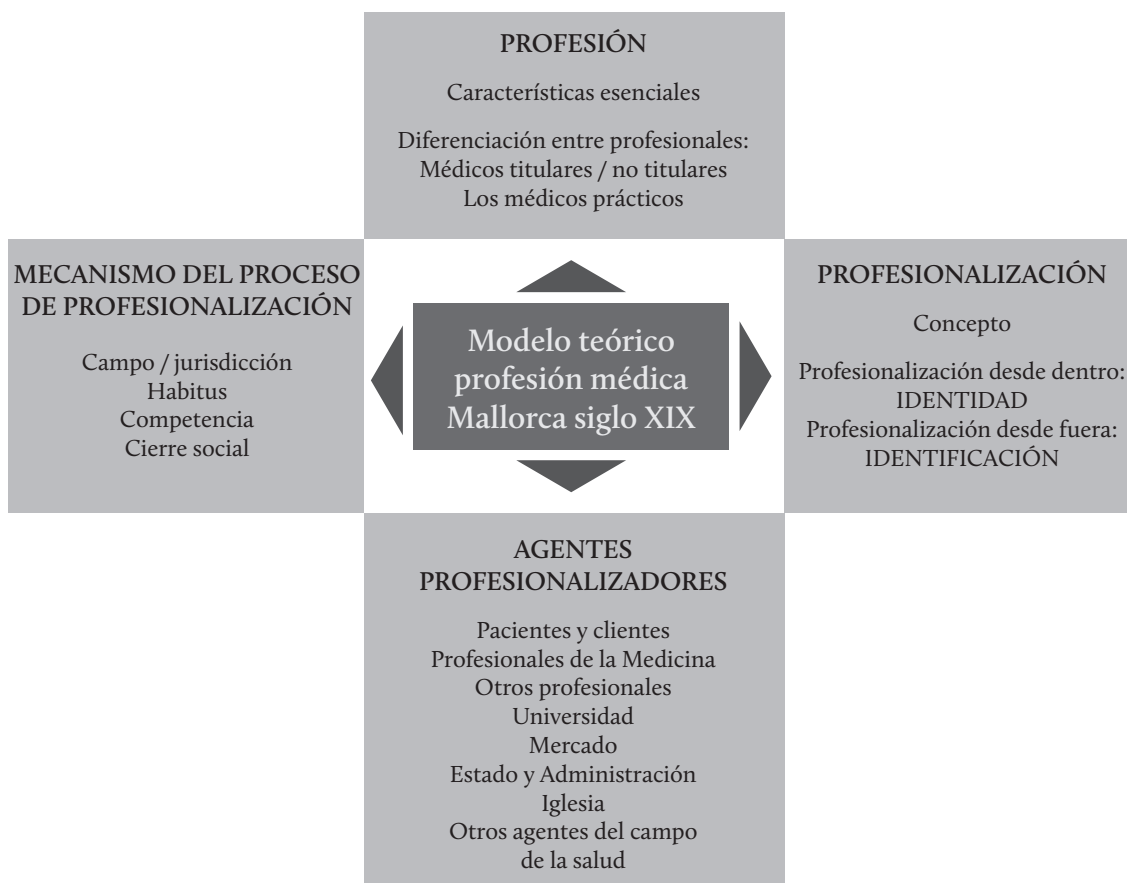 PROFESIÓN
Características esenciales
Diferenciación entre profesionales:
Médicos titulares / no titulares
Los médicos prácticos
MECANISMO DEL PROCESO
DE PROFESIONALIZACIÓN
Campo / jurisdicción
Habitus
Competencia
Cierre social
Modelo teórico
profesión médica
Mallorca siglo XIX
PROFESIONALIZACIÓN
Concepto
Profesionalización desde dentro:
IDENTIDAD
Profesionalización desde fuera:
IDENTIFICACIÓN
AGENTES
PROFESIONALIZADORES
Pacientes y clientes
Profesionales de la Medicina
Otros profesionales
Universidad
Mercado
Estado y Administración
Iglesia
Otros agentes del campo
de la salud